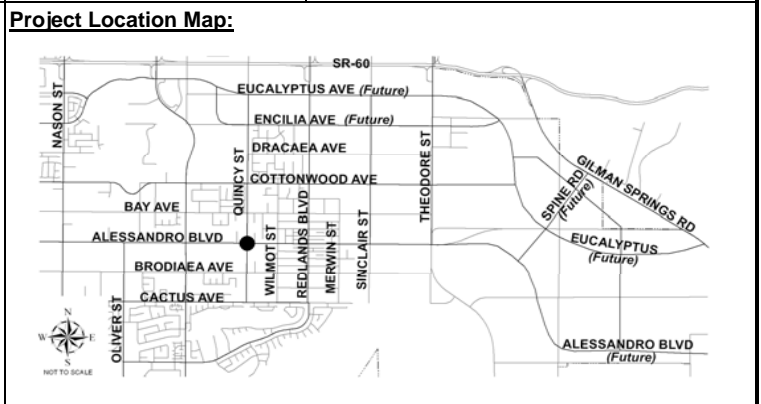 Project Location Map:
SR-60
EUCALYPTUS AVE (Future)
NASON ST
ENCILIA AVE (Future)
DRACAEA AVE
THEODORE ST
GILMAN SPRINGS RD
QUINCY ST
COTTONWOOD AVE
SPINE RD
(Future)
BAY AVE
REDLANDS BLVD
ALESSANDRO BLVD
WILMOT ST
MERWIN ST
SINCLAIR ST
EUCALYPTUS
(Future)
BRODIAEA AVE
CACTUS AVE
OLIVER ST
N
W
E
S
NOT TO SCALE
ALESSANDRO BLVD
(Future)